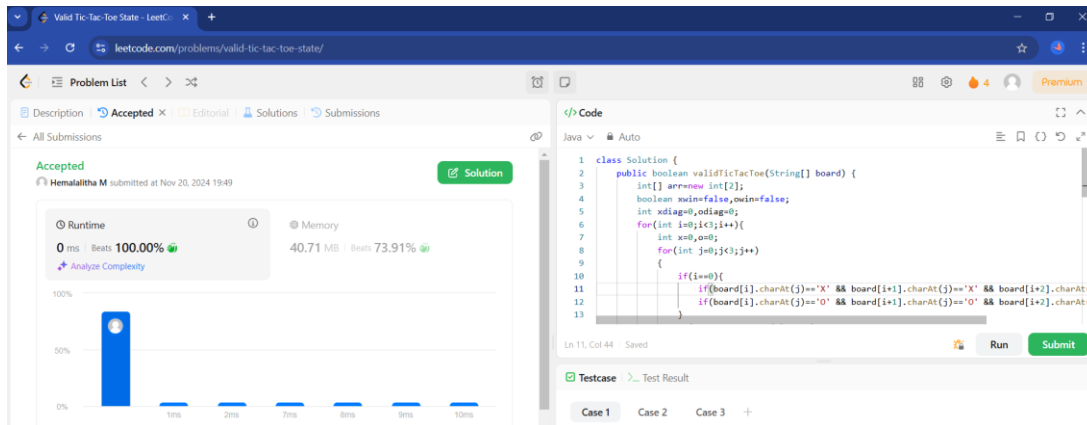 Valid Tic-Tac-Toe State - LeetCo
leetcode.com/problems/valid-tic-tac-toe-state/
Problem List
4
Premium
Description
Accepted
Editorial
Solutions
Submissions
All Submissions
Accepted
Hemalalitha M submitted at Nov 20, 2024 19:49
Solution
Runtime
0 ms Beats 100.00%
Analyze Complexity
Memory
40.71 MB Beats 73.91%
100%
50%
0%
1ms 2ms 7ms 8ms 9ms 10ms
</> Code
Java Auto
1 class Solution {
2 public boolean validTicTacToe(String[] board) {
3 int[] arr=new int[2];
4 boolean xwin=false,owin=false;
5 int xdiag=0,odiag=0;
6 for(int i=0;i<3;i++){
7 int x=0,o=0;
8 for(int j=0;j<3;j++)
9 {
10 if(i==0){
11 if(board[i].charAt(j)=='X' && board[i+1].charAt(j)=='X' && board[i+2].charAt
12 if(board[i].charAt(j)=='O' && board[i+1].charAt(j)=='O' && board[i+2].charAt
13 }
Ln 11, Col 44 Saved
Run
Submit
Testcase
Test Result
Case 1 Case 2 Case 3 +